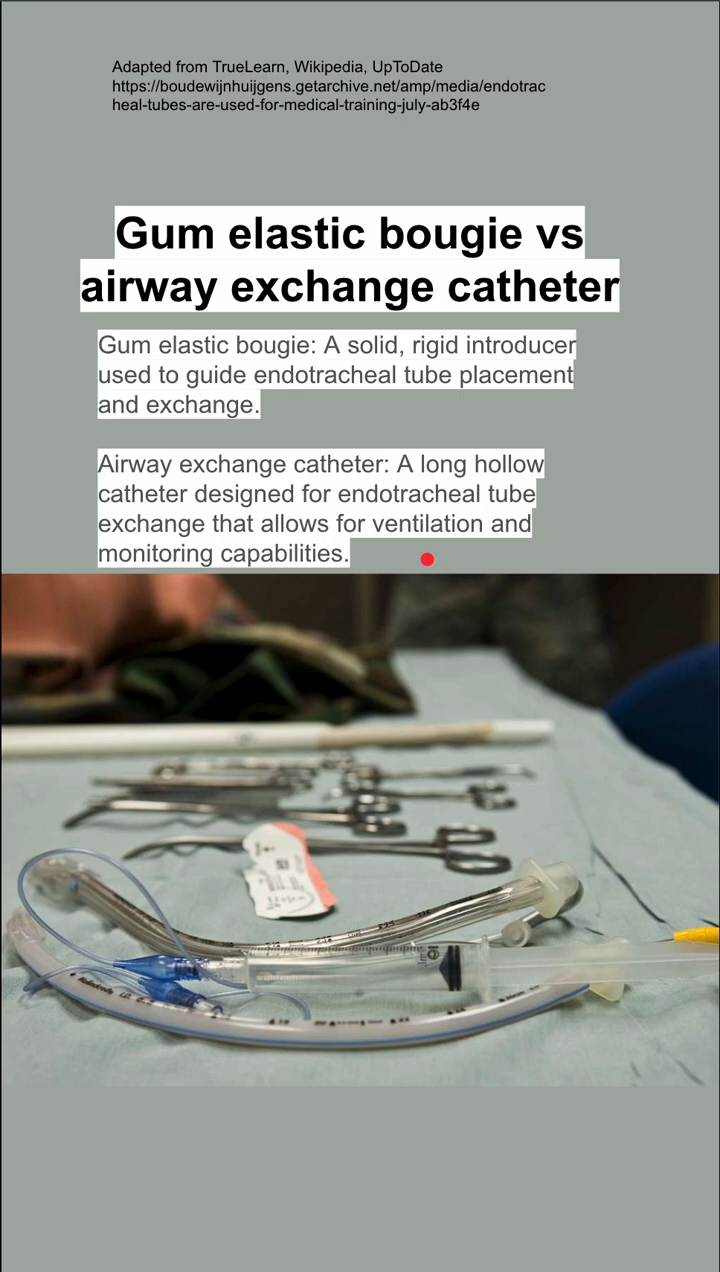 Adapted from TrueLearn, Wikipedia, UpToDate
https://boudewijnhuijgens.getarchive.net/amp/media/endotrac
heal-tubes-are-used-for-medical-training-july-ab3f4e
Gum elastic bougie vs
airway exchange catheter
Gum elastic bougie: A solid, rigid introducer
used to guide endotracheal tube placement
and exchange.
Airway exchange catheter: A long hollow
catheter designed for endotracheal tube
exchange that allows for ventilation and
monitoring capabilities.